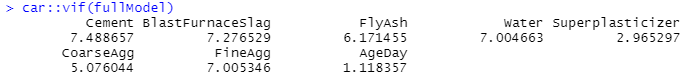 > car::vif(fullModel)
Cement BlastFurnaceSlag FlyAsh Water Superplasticizer
7.488657 7.276529 6.171455 7.004663 2.965297
CoarseAgg FineAgg AgeDay
5.076044 7.005346 1.118357